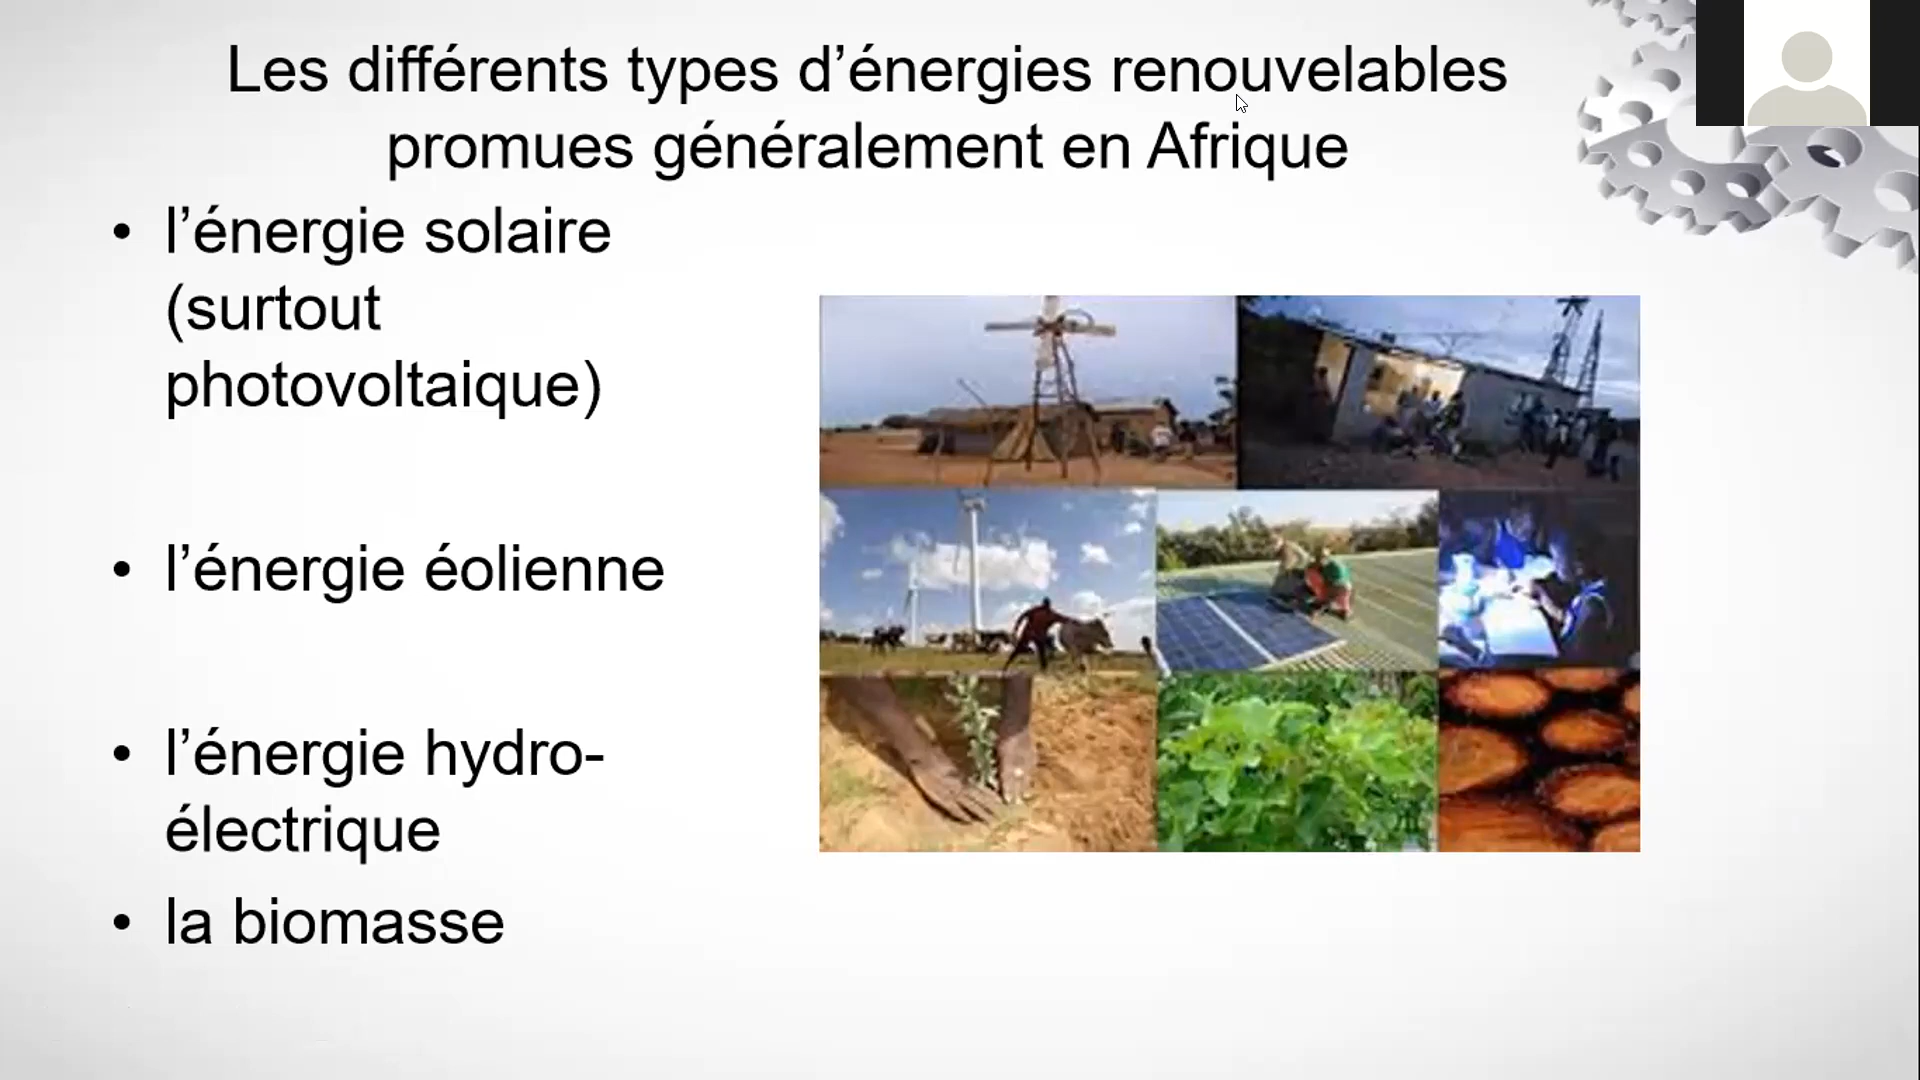 Les différents types d’énergies renouvelables
promues généralement en Afrique
• l’énergie solaire
(surtout
photovoltaique)
• l’énergie éolienne
• l’énergie hydro-
électrique
• la biomasse